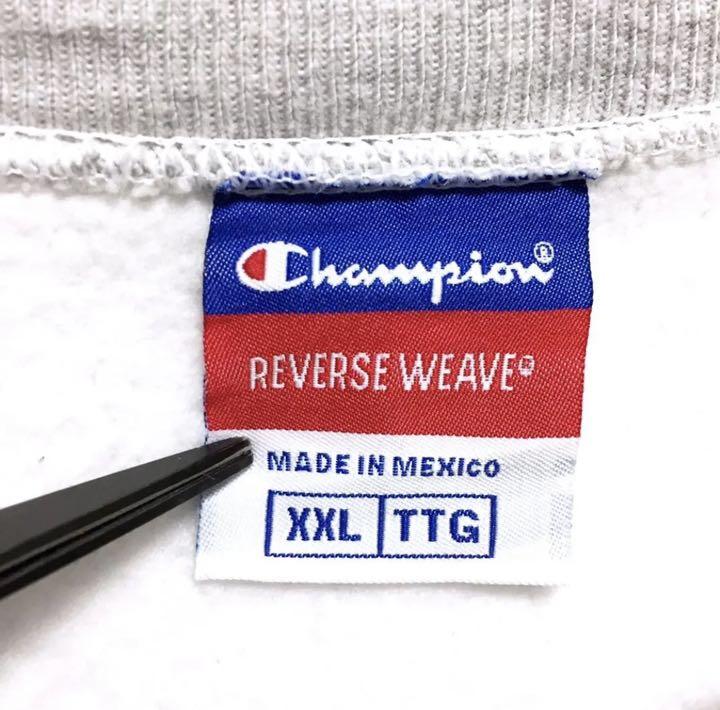 Champion®
REVERSE WEAVE®
MADE IN MEXICO
XXL TTG